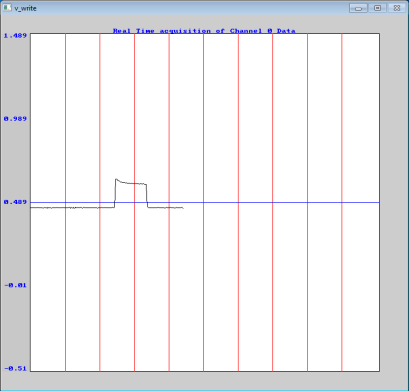 v_write
Real Time acquisition of Channel 0 Data
1.489
0.989
0.489
-0.01
-0.51